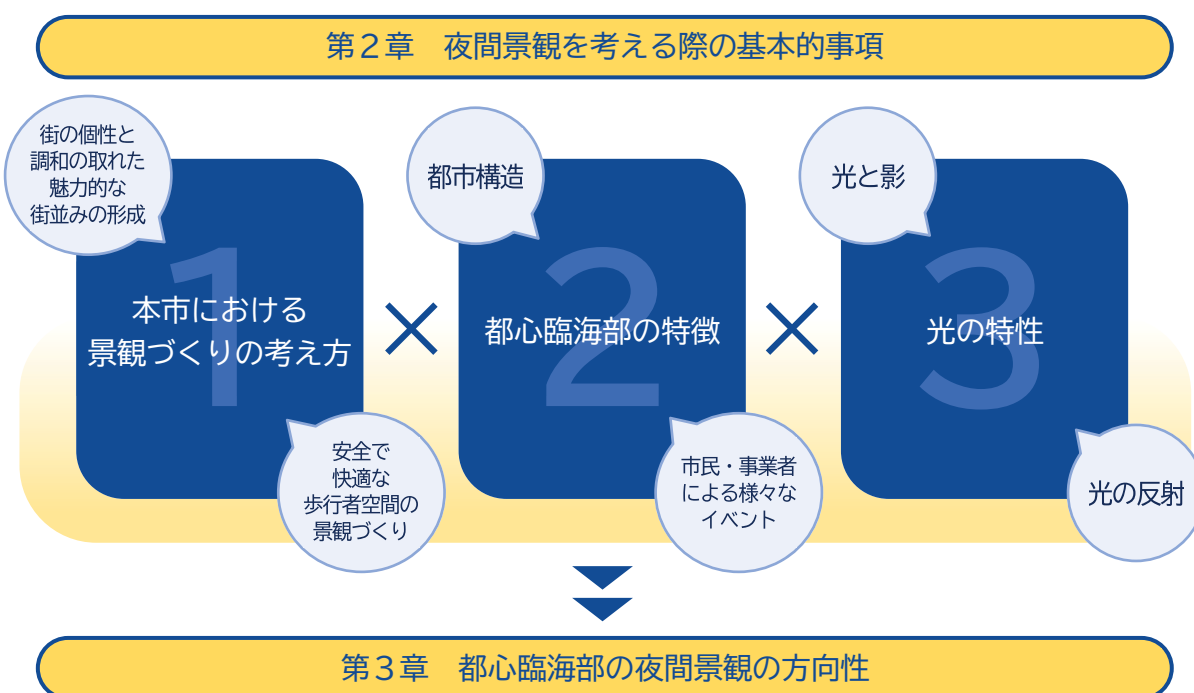 第２章　夜間景観を考える際の基本的事項
街の個性と
調和の取れた
魅力的な
街並みの形成
1
本市における
景観づくりの考え方
安全で
快適な
歩行者空間の
景観づくり
×
都市構造
2
都心臨海部の特徴
市民・事業者
による様々な
イベント
×
光と影
3
光の特性
光の反射
第３章　都心臨海部の夜間景観の方向性